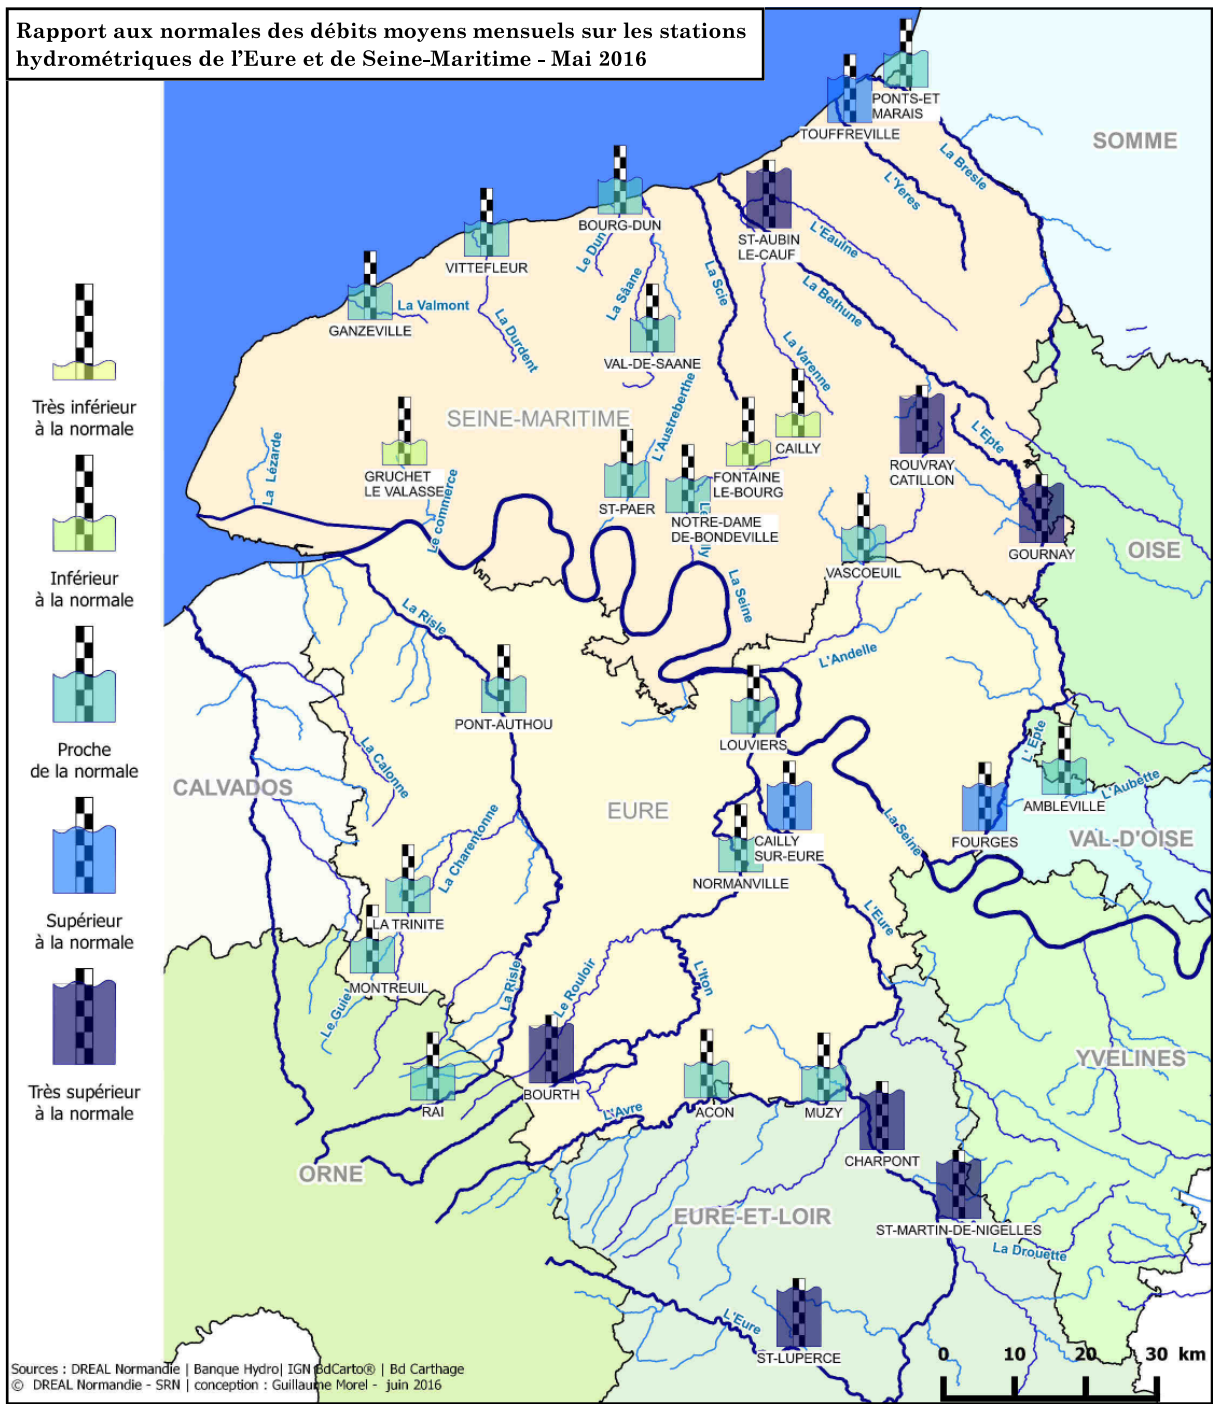 Rapport aux normales des débits moyens mensuels sur les stations
hydrométriques de l'Eure et de Seine-Maritime - Mai 2016
Très inférieur
à la normale
Inférieur
à la normale
Proche
de la normale
Supérieur
à la normale
Très supérieur
à la normale
PONTS-ET
MARAIS
TOUFFREVILLE
SOMME
La Bresle
L'Yeres
BOURG-DUN
ST-AUBIN
LE-CAUF
L'Eaulne
VITTEFLEUR
Le Dun
La Sâane
La Scie
La Bethune
La Valmont
GANZEVILLE
La Durdent
VAL-DE-SAANE
La Varenne
L'Austreberthe
SEINE-MARITIME
CAILLY
L'Epte
La Lézarde
GRUCHET
LE VALASSE
FONTAINE
LE-BOURG
ROUVRAY
CATILLON
ST-PAER
NOTRE-DAME
DE-BONDEVILLE
Le commerce
GOURNAY
OISE
VASCOEUIL
La Seine
La Risle
L'Andelle
PONT-AUTHOU
LOUVIERS
L'Epte
La Calonne
CALVADOS
AMBLEVILLE
L'Aubette
EURE
La Charentonne
La Seine
CAILLY
SUR-EURE
FOURGES
VAL-D'OISE
NORMANVILLE
LA TRINITE
L'Eure
MONTREUIL
Le Guiel
La Risle
Le Rouloir
L'Iton
YVELINES
BOURTH
RAI
L'Avre
ACON
MUZY
CHARPONT
ORNE
EURE-ET-LOIR
ST-MARTIN-DE-NIGELLES
La Drouette
L'Eure
ST-LUPERCE
0 10 20 30 km
Sources : DREAL Normandie | Banque Hydro| IGN BdCarto® | Bd Carthage
© DREAL Normandie - SRN | conception : Guillaume Morel - juin 2016